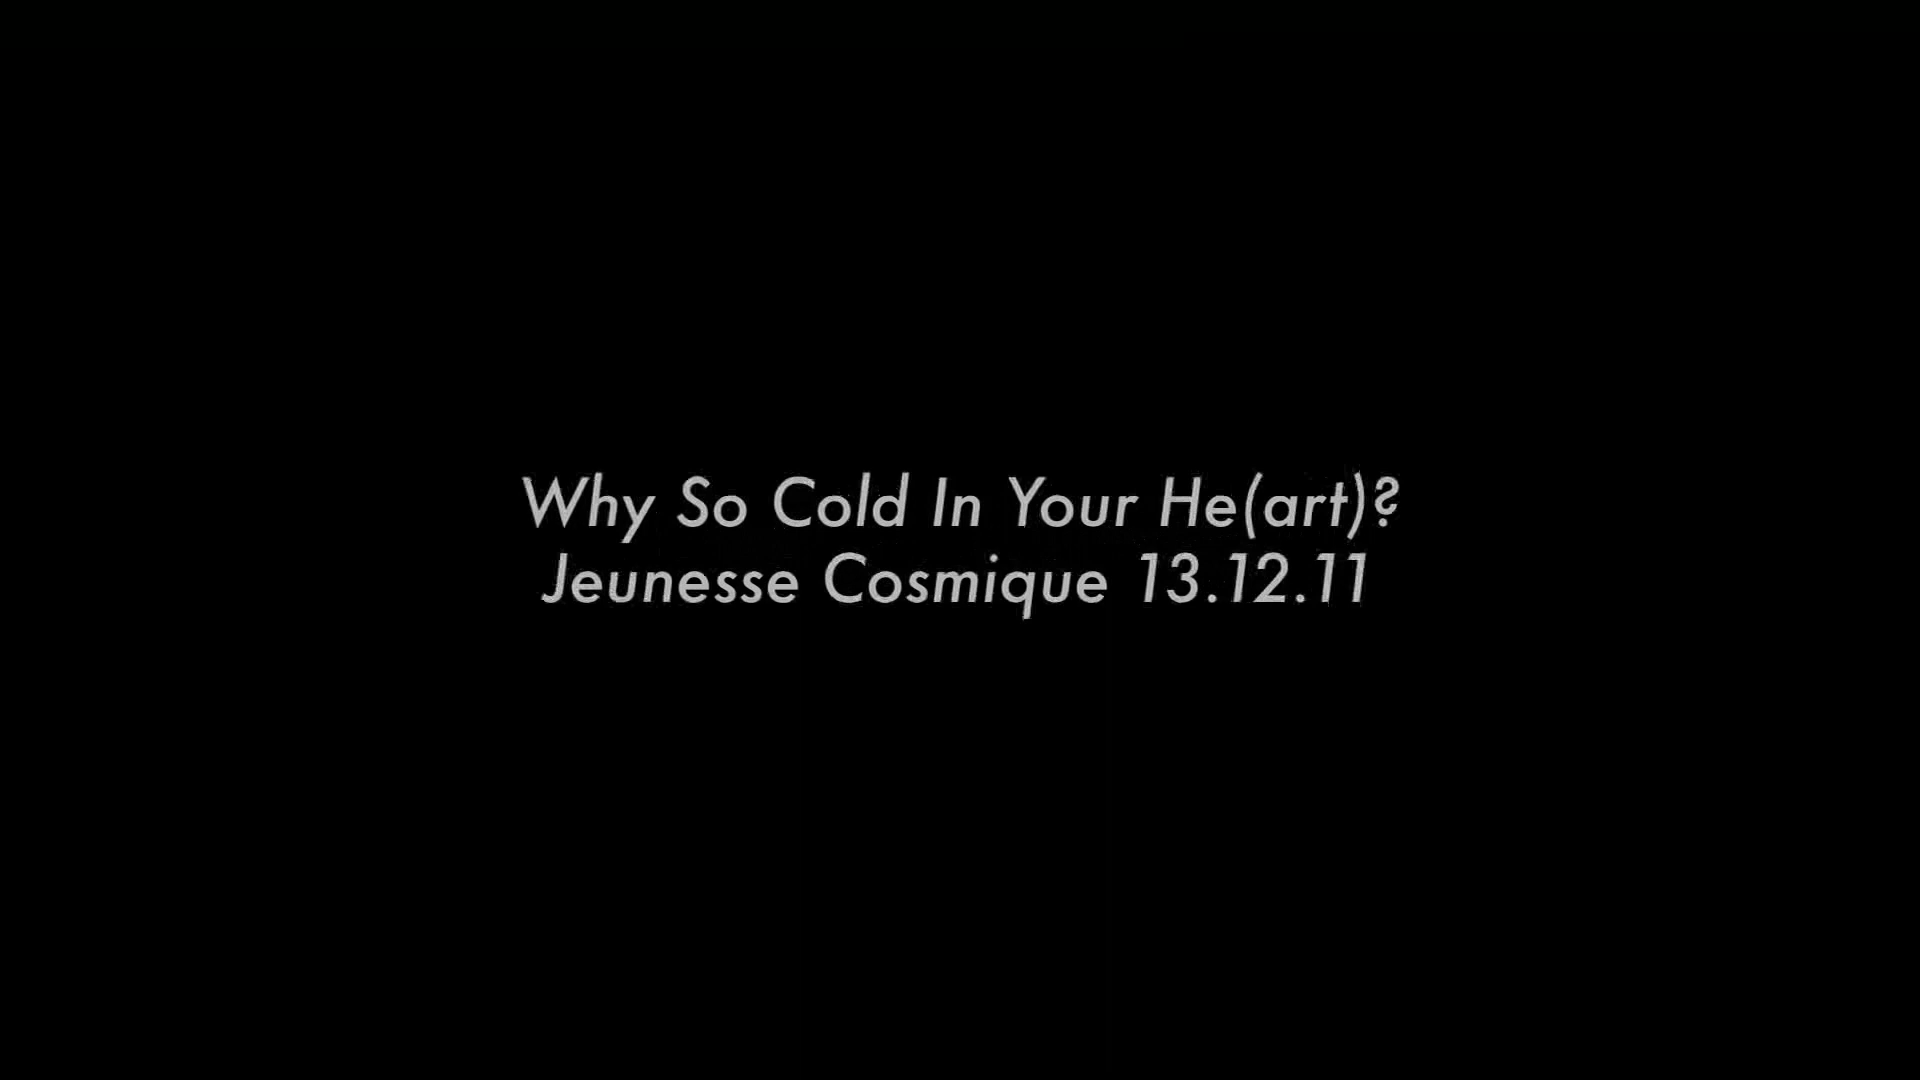 Why So Cold In Your He(art)?
Jeunesse Cosmique 13.12.11